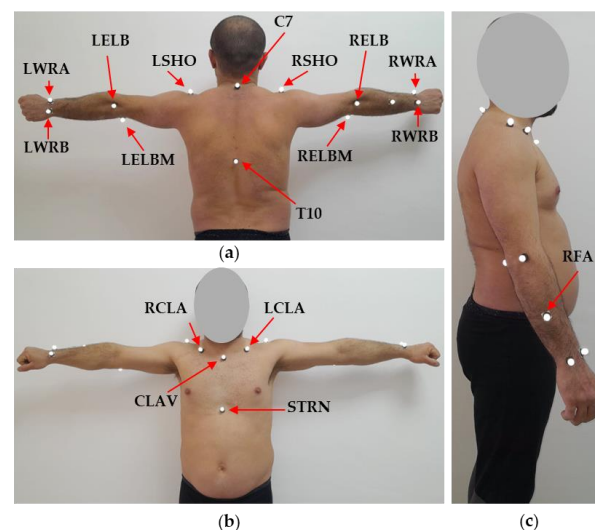 C7
LELB
RELB
LSHO
RSHO
LWRA
RWRA
LWRB
RWRB
LELBM
RELBM
T10
(a)
RCLA
LCLA
CLAV
STRN
(b)
RFA
(c)